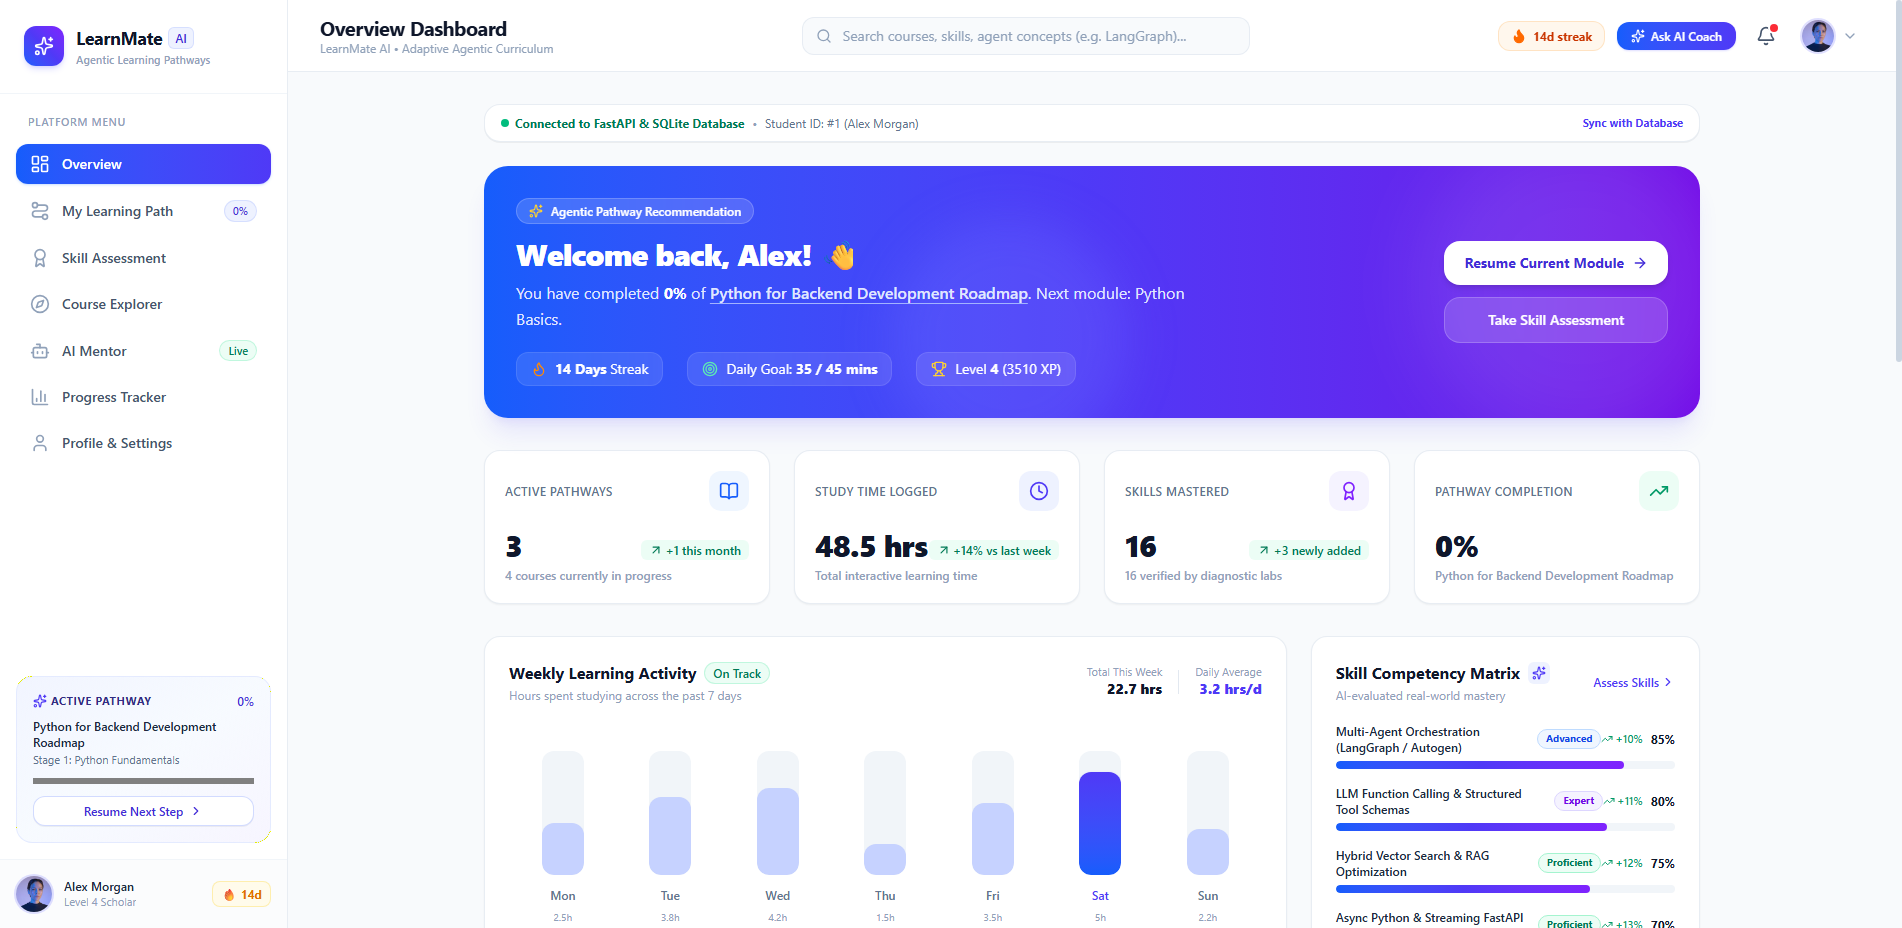 LearnMate AI
Agentic Learning Pathways
PLATFORM MENU
Overview
My Learning Path 0%
Skill Assessment
Course Explorer
AI Mentor Live
Progress Tracker
Profile & Settings
ACTIVE PATHWAY 0%
Python for Backend Development
Roadmap
Stage 1: Python Fundamentals
Resume Next Step
Alex Morgan
Level 4 Scholar
14d
Overview Dashboard
LearnMate AI • Adaptive Agentic Curriculum
Search courses, skills, agent concepts (e.g. LangGraph)...
14d streak
Ask AI Coach
Connected to FastAPI & SQLite Database • Student ID: #1 (Alex Morgan)
Sync with Database
Agentic Pathway Recommendation
Welcome back, Alex! 👋
You have completed 0% of Python for Backend Development Roadmap. Next module: Python
Basics.
14 Days Streak
Daily Goal: 35 / 45 mins
Level 4 (3510 XP)
Resume Current Module
Take Skill Assessment
ACTIVE PATHWAYS
3
+1 this month
4 courses currently in progress
STUDY TIME LOGGED
48.5 hrs
+14% vs last week
Total interactive learning time
SKILLS MASTERED
16
+3 newly added
16 verified by diagnostic labs
PATHWAY COMPLETION
0%
Python for Backend Development Roadmap
Weekly Learning Activity On Track
Hours spent studying across the past 7 days
Total This Week
22.7 hrs
Daily Average
3.2 hrs/d
Mon Tue Wed Thu Fri Sat Sun
2.5h 3.8h 4.2h 1.5h 3.5h 5h 2.2h
Skill Competency Matrix
AI-evaluated real-world mastery
Assess Skills
Multi-Agent Orchestration
(LangGraph / Autogen)
Advanced +10% 85%
LLM Function Calling & Structured
Tool Schemas
Expert +11% 80%
Hybrid Vector Search & RAG
Optimization
Proficient +12% 75%
Async Python & Streaming FastAPI
Proficient +13% 70%